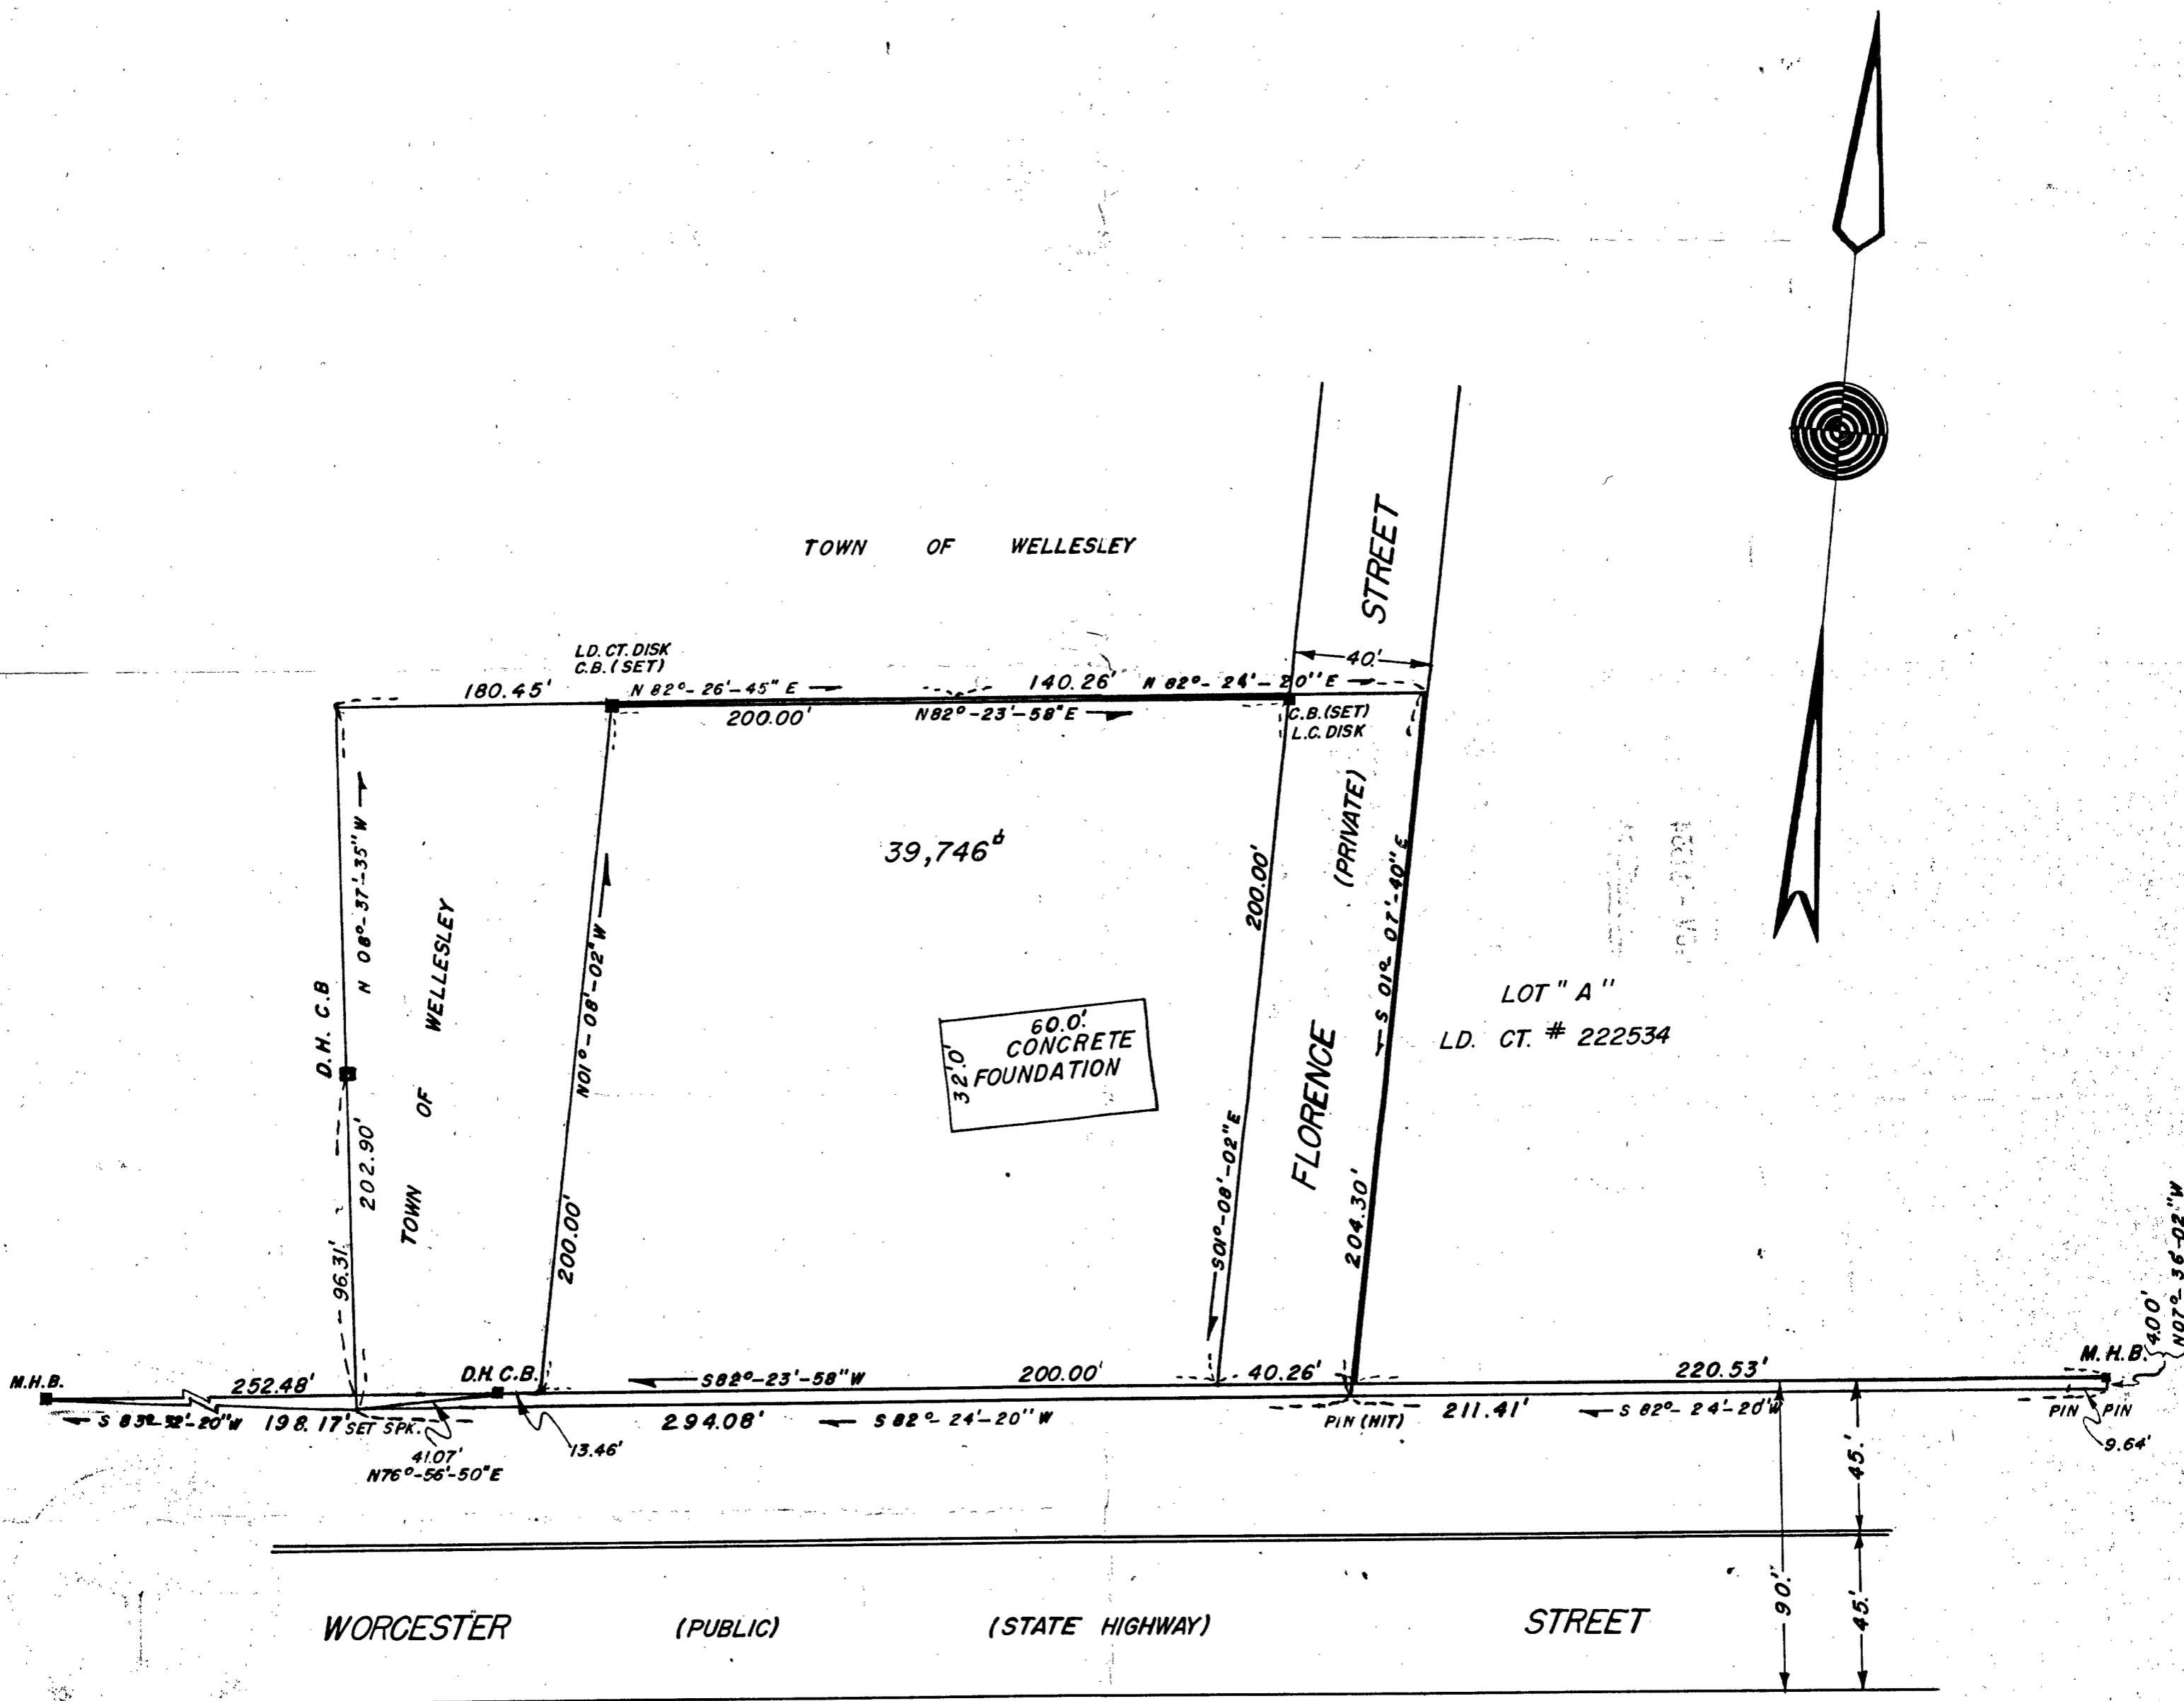 TOWN OF WELLESLEY
STREET
40.'
LD. CT. DISK
C.B. (SET)
180.45'
N 82°-26'-45" E
140.26'
N 82°-24'-20" E
200.00'
N82°-23'-58"E
C.B.(SET)
L.C. DISK
N 08°-37'-35" W
(PRIVATE)
39,746
200.00'
S 01°-07'-40" E
TOWN OF WELLESLEY
N01°-08'-02" W
D.H. C.B
LOT "A"
LD. CT. # 222534
60.0'
CONCRETE
FOUNDATION
32.0'
FLORENCE
202.90'
96.31'
200.00'
S01°-08'-02"E
204.30'
4.00'
N07°-36'-02"W
M.H.B.
252.48'
D.H. C.B.
S82°-23'-58"W
200.00'
40.26'
220.53'
M.H.B.
S 83°-32'-20" W
198.17'
SET SPK.
294.08'
S 82°-24'-20" W
PIN (HIT)
211.41'
S 82°-24'-20" W
PIN PIN
9.64'
41.07'
N76°-56'-50"E
13.46'
45.'
90.'
45.'
WORCESTER (PUBLIC) (STATE HIGHWAY) STREET